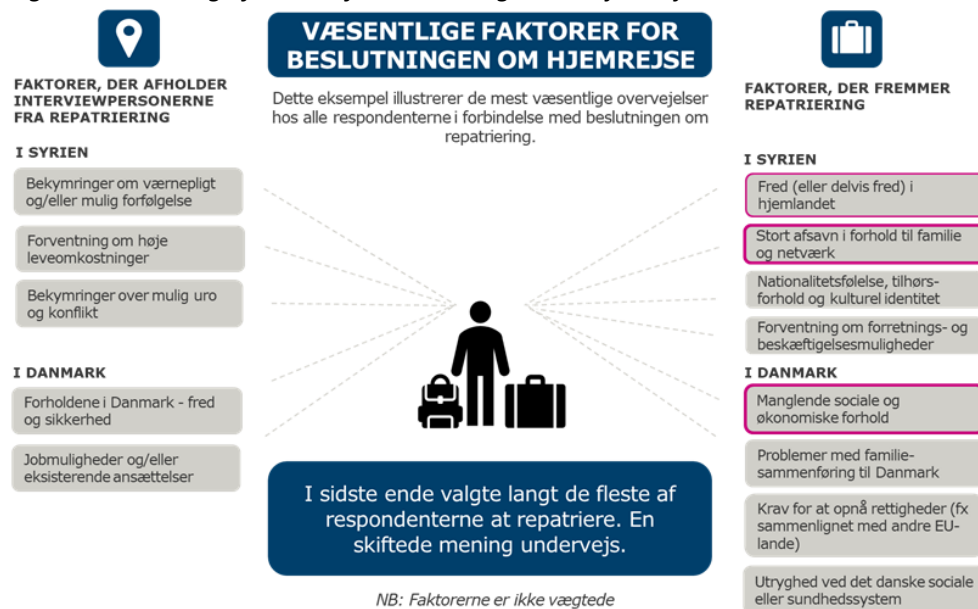 FAKTORER, DER AFHOLDER
INTERVIEWPERSONERNE
FRA REPATRIERING
I SYRIEN
Bekymringer om værnepligt
og/eller mulig forfølgelse
Forventning om høje
leveomkostninger
Bekymringer over mulig uro
og konflikt
I DANMARK
Forholdene i Danmark - fred
og sikkerhed
Jobmuligheder og/eller
eksisterende ansættelser
VÆSENTLIGE FAKTORER FOR
BESLUTNINGEN OM HJEMREJSE
Dette eksempel illustrerer de mest væsentlige overvejelser
hos alle respondenterne i forbindelse med beslutningen om
repatriering.
I sidste ende valgte langt de fleste af
respondenterne at repatriere. En
skiftede mening undervejs.
NB: Faktorerne er ikke vægtede
FAKTORER, DER FREMMER
REPATRIERING
I SYRIEN
Fred (eller delvis fred) i
hjemlandet
Stort afsavn i forhold til familie
og netværk
Nationalitetsfølelse, tilhørs-
forhold og kulturel identitet
Forventning om forretnings- og
beskæftigelsesmuligheder
I DANMARK
Manglende sociale og
økonomiske forhold
Problemer med familie-
sammenføring til Danmark
Krav for at opnå rettigheder (fx
sammenlignet med andre EU-
lande)
Utryghed ved det danske sociale
eller sundhedssystem